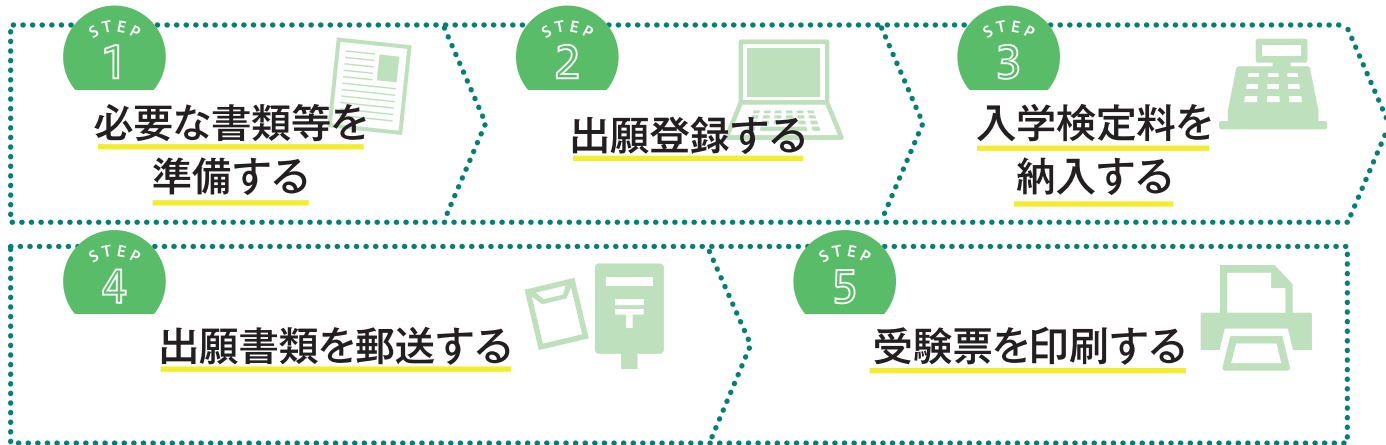 STEP
1
必要な書類等を
準備する
STEP
2
出願登録する
STEP
3
入学検定料を
納入する
STEP
4
出願書類を郵送する
STEP
5
受験票を印刷する